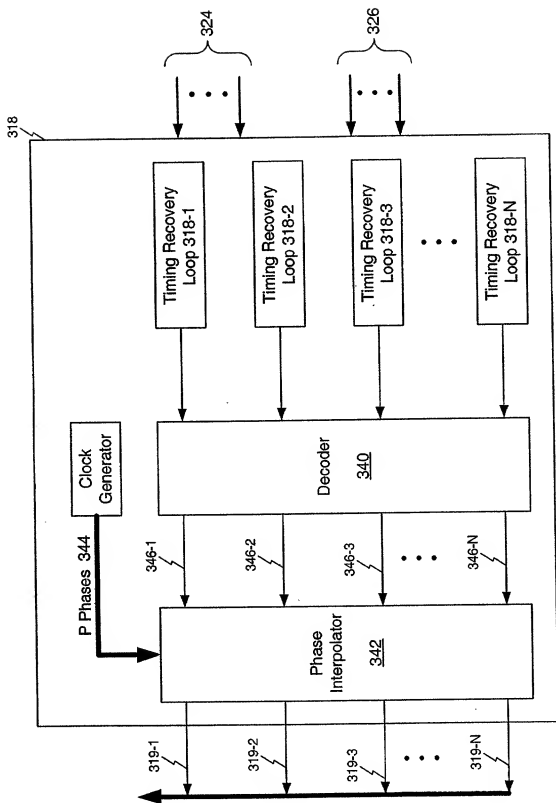 318
324
326
Timing Recovery
Loop 318-1
Timing Recovery
Loop 318-2
Timing Recovery
Loop 318-3
Timing Recovery
Loop 318-N
Clock
Generator
P Phases 344
Decoder
340
346-1
346-2
346-3
346-N
Phase
Interpolator
342
319-1
319-2
319-3
319-N